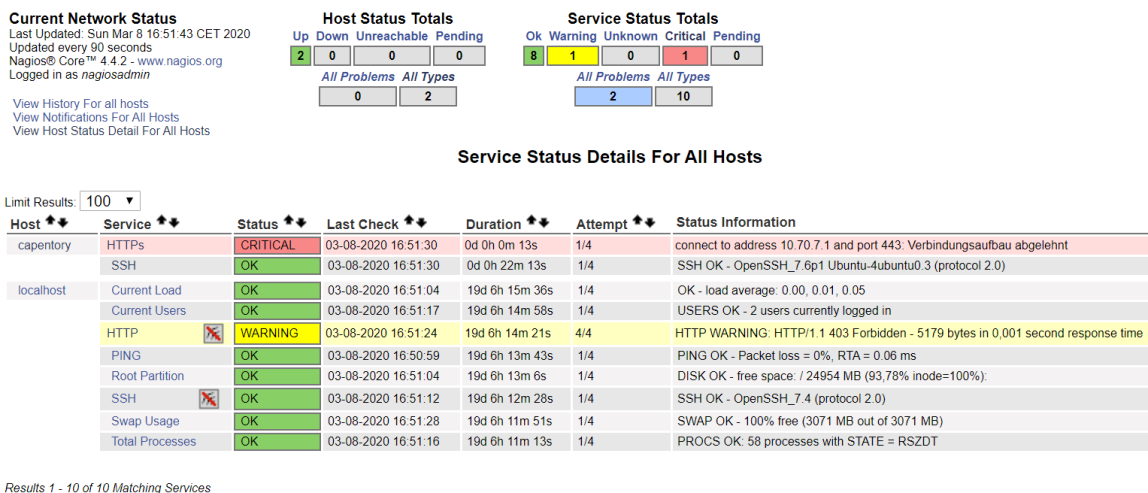 Current Network Status
Last Updated: Sun Mar 8 16:51:43 CET 2020
Updated every 90 seconds
Nagios® Core™ 4.4.2 - www.nagios.org
Logged in as nagiosadmin
View History For all hosts
View Notifications For All Hosts
View Host Status Detail For All Hosts
Host Status Totals
Up Down Unreachable Pending
2 0 0 0
All Problems All Types
0 2
Service Status Totals
Ok Warning Unknown Critical Pending
8 1 0 1 0
All Problems All Types
2 10
Service Status Details For All Hosts
Limit Results: 100
Host Service Status Last Check Duration Attempt Status Information
capentory HTTPs CRITICAL 03-08-2020 16:51:30 0d 0h 0m 13s 1/4 connect to address 10.70.7.1 and port 443: Verbindungsaufbau abgelehnt
SSH OK 03-08-2020 16:51:30 0d 0h 22m 13s 1/4 SSH OK - OpenSSH_7.6p1 Ubuntu-4ubuntu0.3 (protocol 2.0)
localhost Current Load OK 03-08-2020 16:51:04 19d 6h 15m 36s 1/4 OK - load average: 0.00, 0.01, 0.05
Current Users OK 03-08-2020 16:51:17 19d 6h 14m 58s 1/4 USERS OK - 2 users currently logged in
HTTP WARNING 03-08-2020 16:51:24 19d 6h 14m 21s 4/4 HTTP WARNING: HTTP/1.1 403 Forbidden - 5179 bytes in 0,001 second response time
PING OK 03-08-2020 16:50:59 19d 6h 13m 43s 1/4 PING OK - Packet loss = 0%, RTA = 0.06 ms
Root Partition OK 03-08-2020 16:51:04 19d 6h 13m 6s 1/4 DISK OK - free space: / 24954 MB (93,78% inode=100%):
SSH OK 03-08-2020 16:51:12 19d 6h 12m 28s 1/4 SSH OK - OpenSSH_7.4 (protocol 2.0)
Swap Usage OK 03-08-2020 16:51:28 19d 6h 11m 51s 1/4 SWAP OK - 100% free (3071 MB out of 3071 MB)
Total Processes OK 03-08-2020 16:51:16 19d 6h 11m 13s 1/4 PROCS OK: 58 processes with STATE = RSZDT
Results 1 - 10 of 10 Matching Services